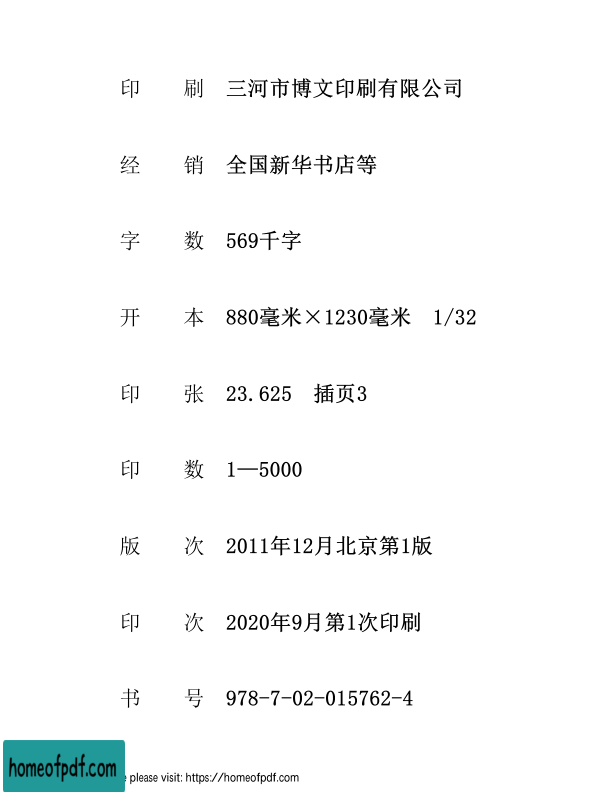 印　刷 三河市博文印刷有限公司
经　销 全国新华书店等
字　数 569千字
开　本 880毫米×1230毫米　1/32
印　张 23.625　插页3
印　数 1—5000
版　次 2011年12月北京第1版
印　次 2020年9月第1次印刷
书　号 978-7-02-015762-4
homeofpdf.com
please visit: https://homeofpdf.com